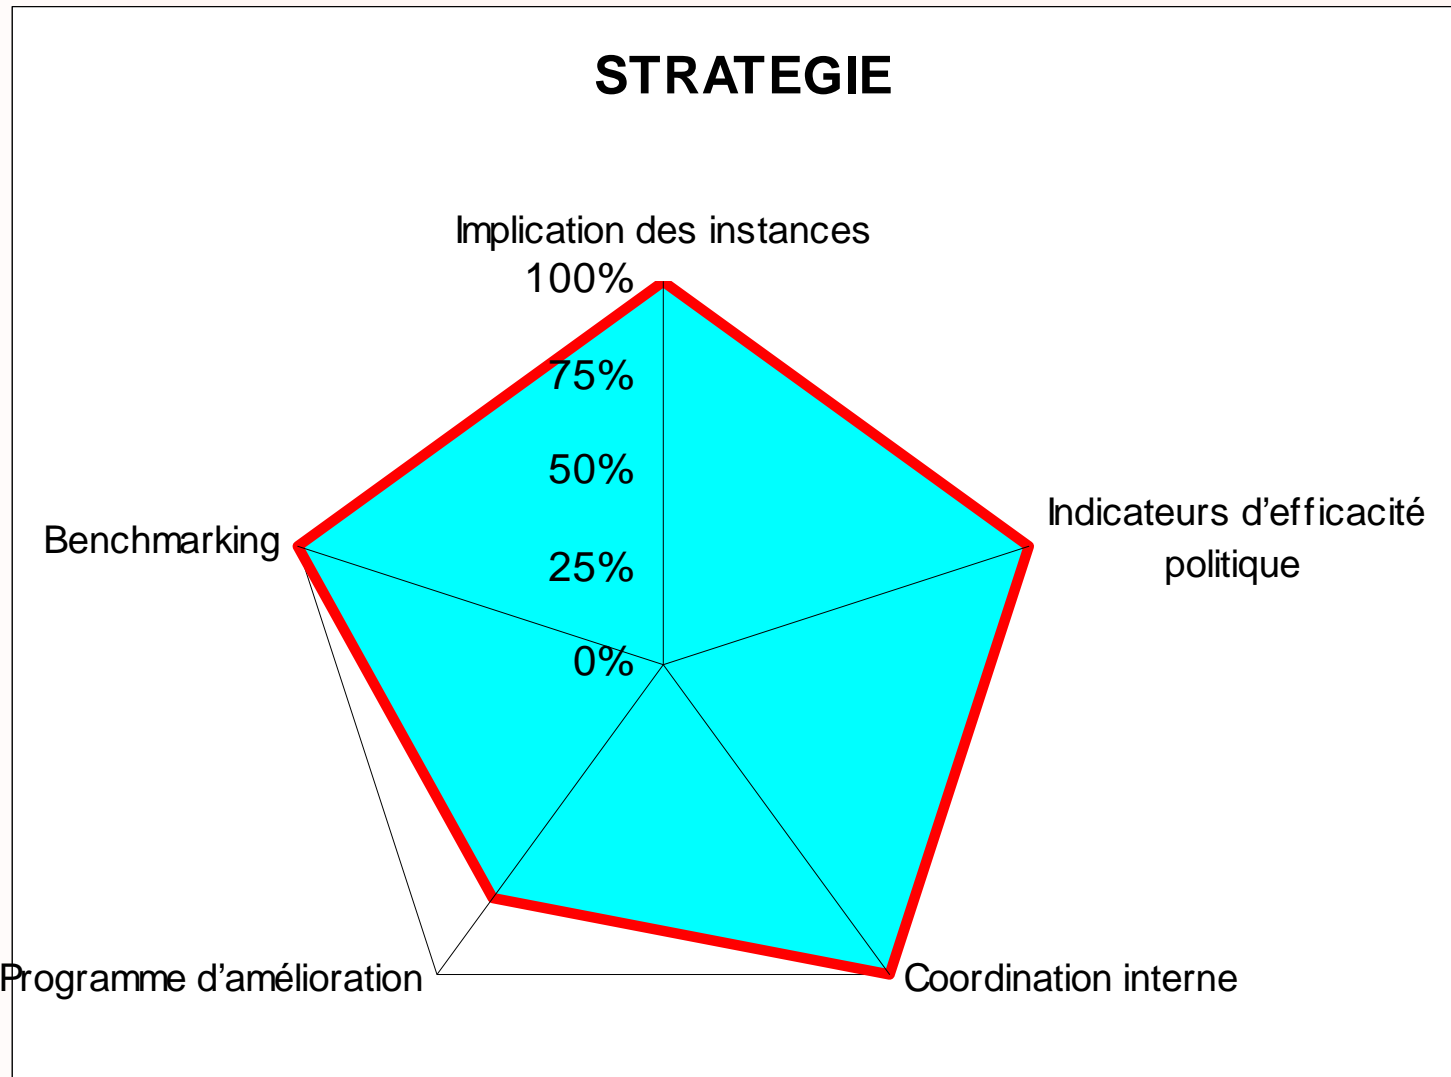 STRATEGIE
Implication des instances
100%
75%
50%
25%
0%
Indicateurs d'efficacité
politique
Benchmarking
Programme d'amélioration
Coordination interne